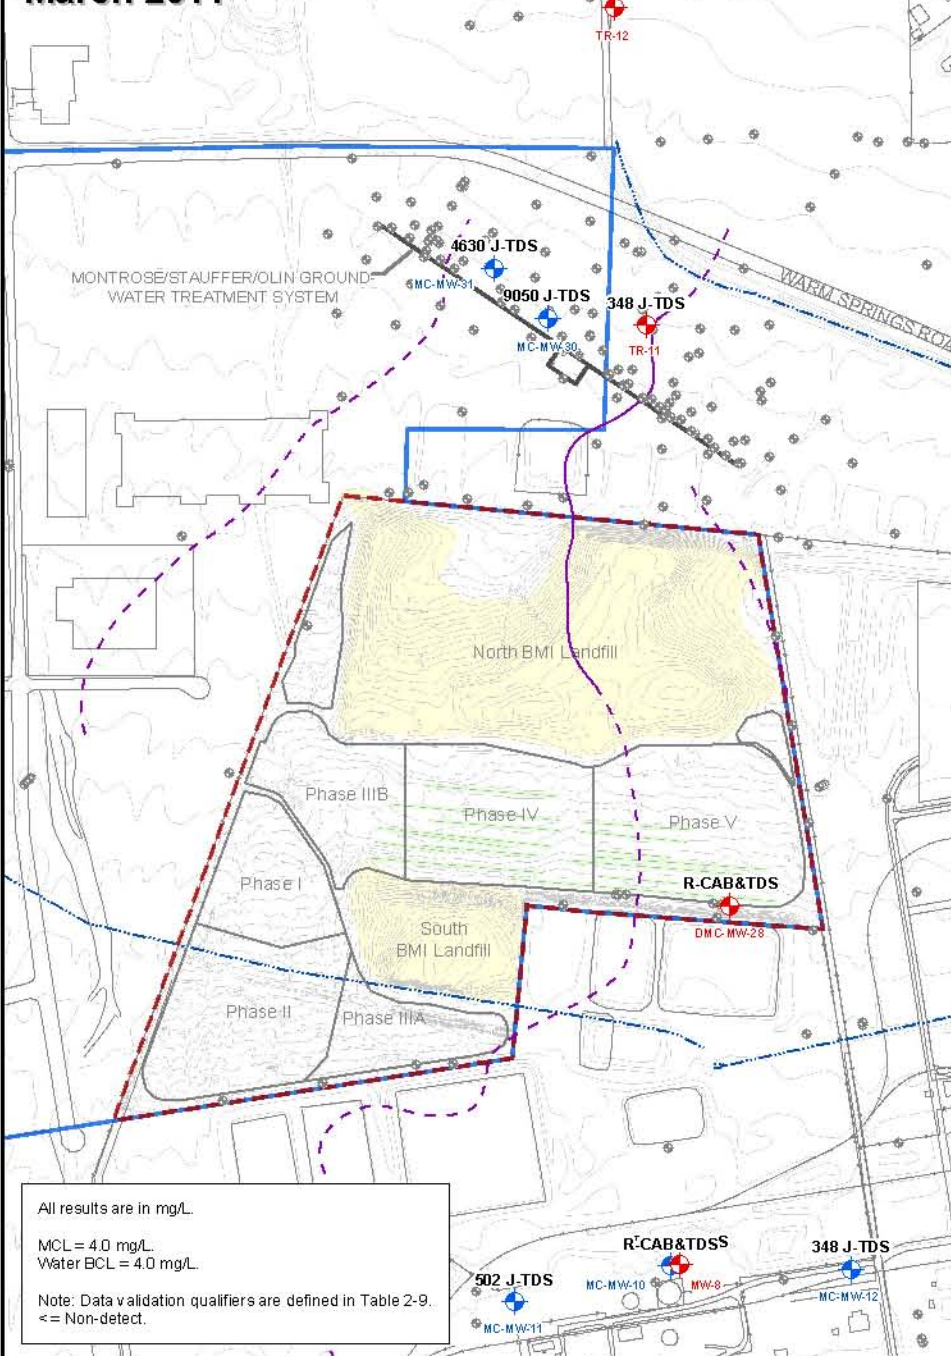 TR-12
WARM SPRINGS ROA
4630 J-TDS
MC-MW-31
MONTROSE/STAUFFER/OLIN GROUND-
WATER TREATMENT SYSTEM
9050 J-TDS
MC-MW-30
348 J-TDS
TR-11
North BMI Landfill
Phase IIIB
Phase IV
Phase V
Phase I
R-CAB&TDS
DMC-MW-28
South
BMI Landfill
Phase II
Phase IIIA
All results are in mg/L.
MCL = 4.0 mg/L.
Water BCL = 4.0 mg/L.
Note: Data validation qualifiers are defined in Table 2-9.
< = Non-detect.
502 J-TDS
MC-MW-11
MC-MW-10
MW-8
348 J-TDS
MC-MW-12